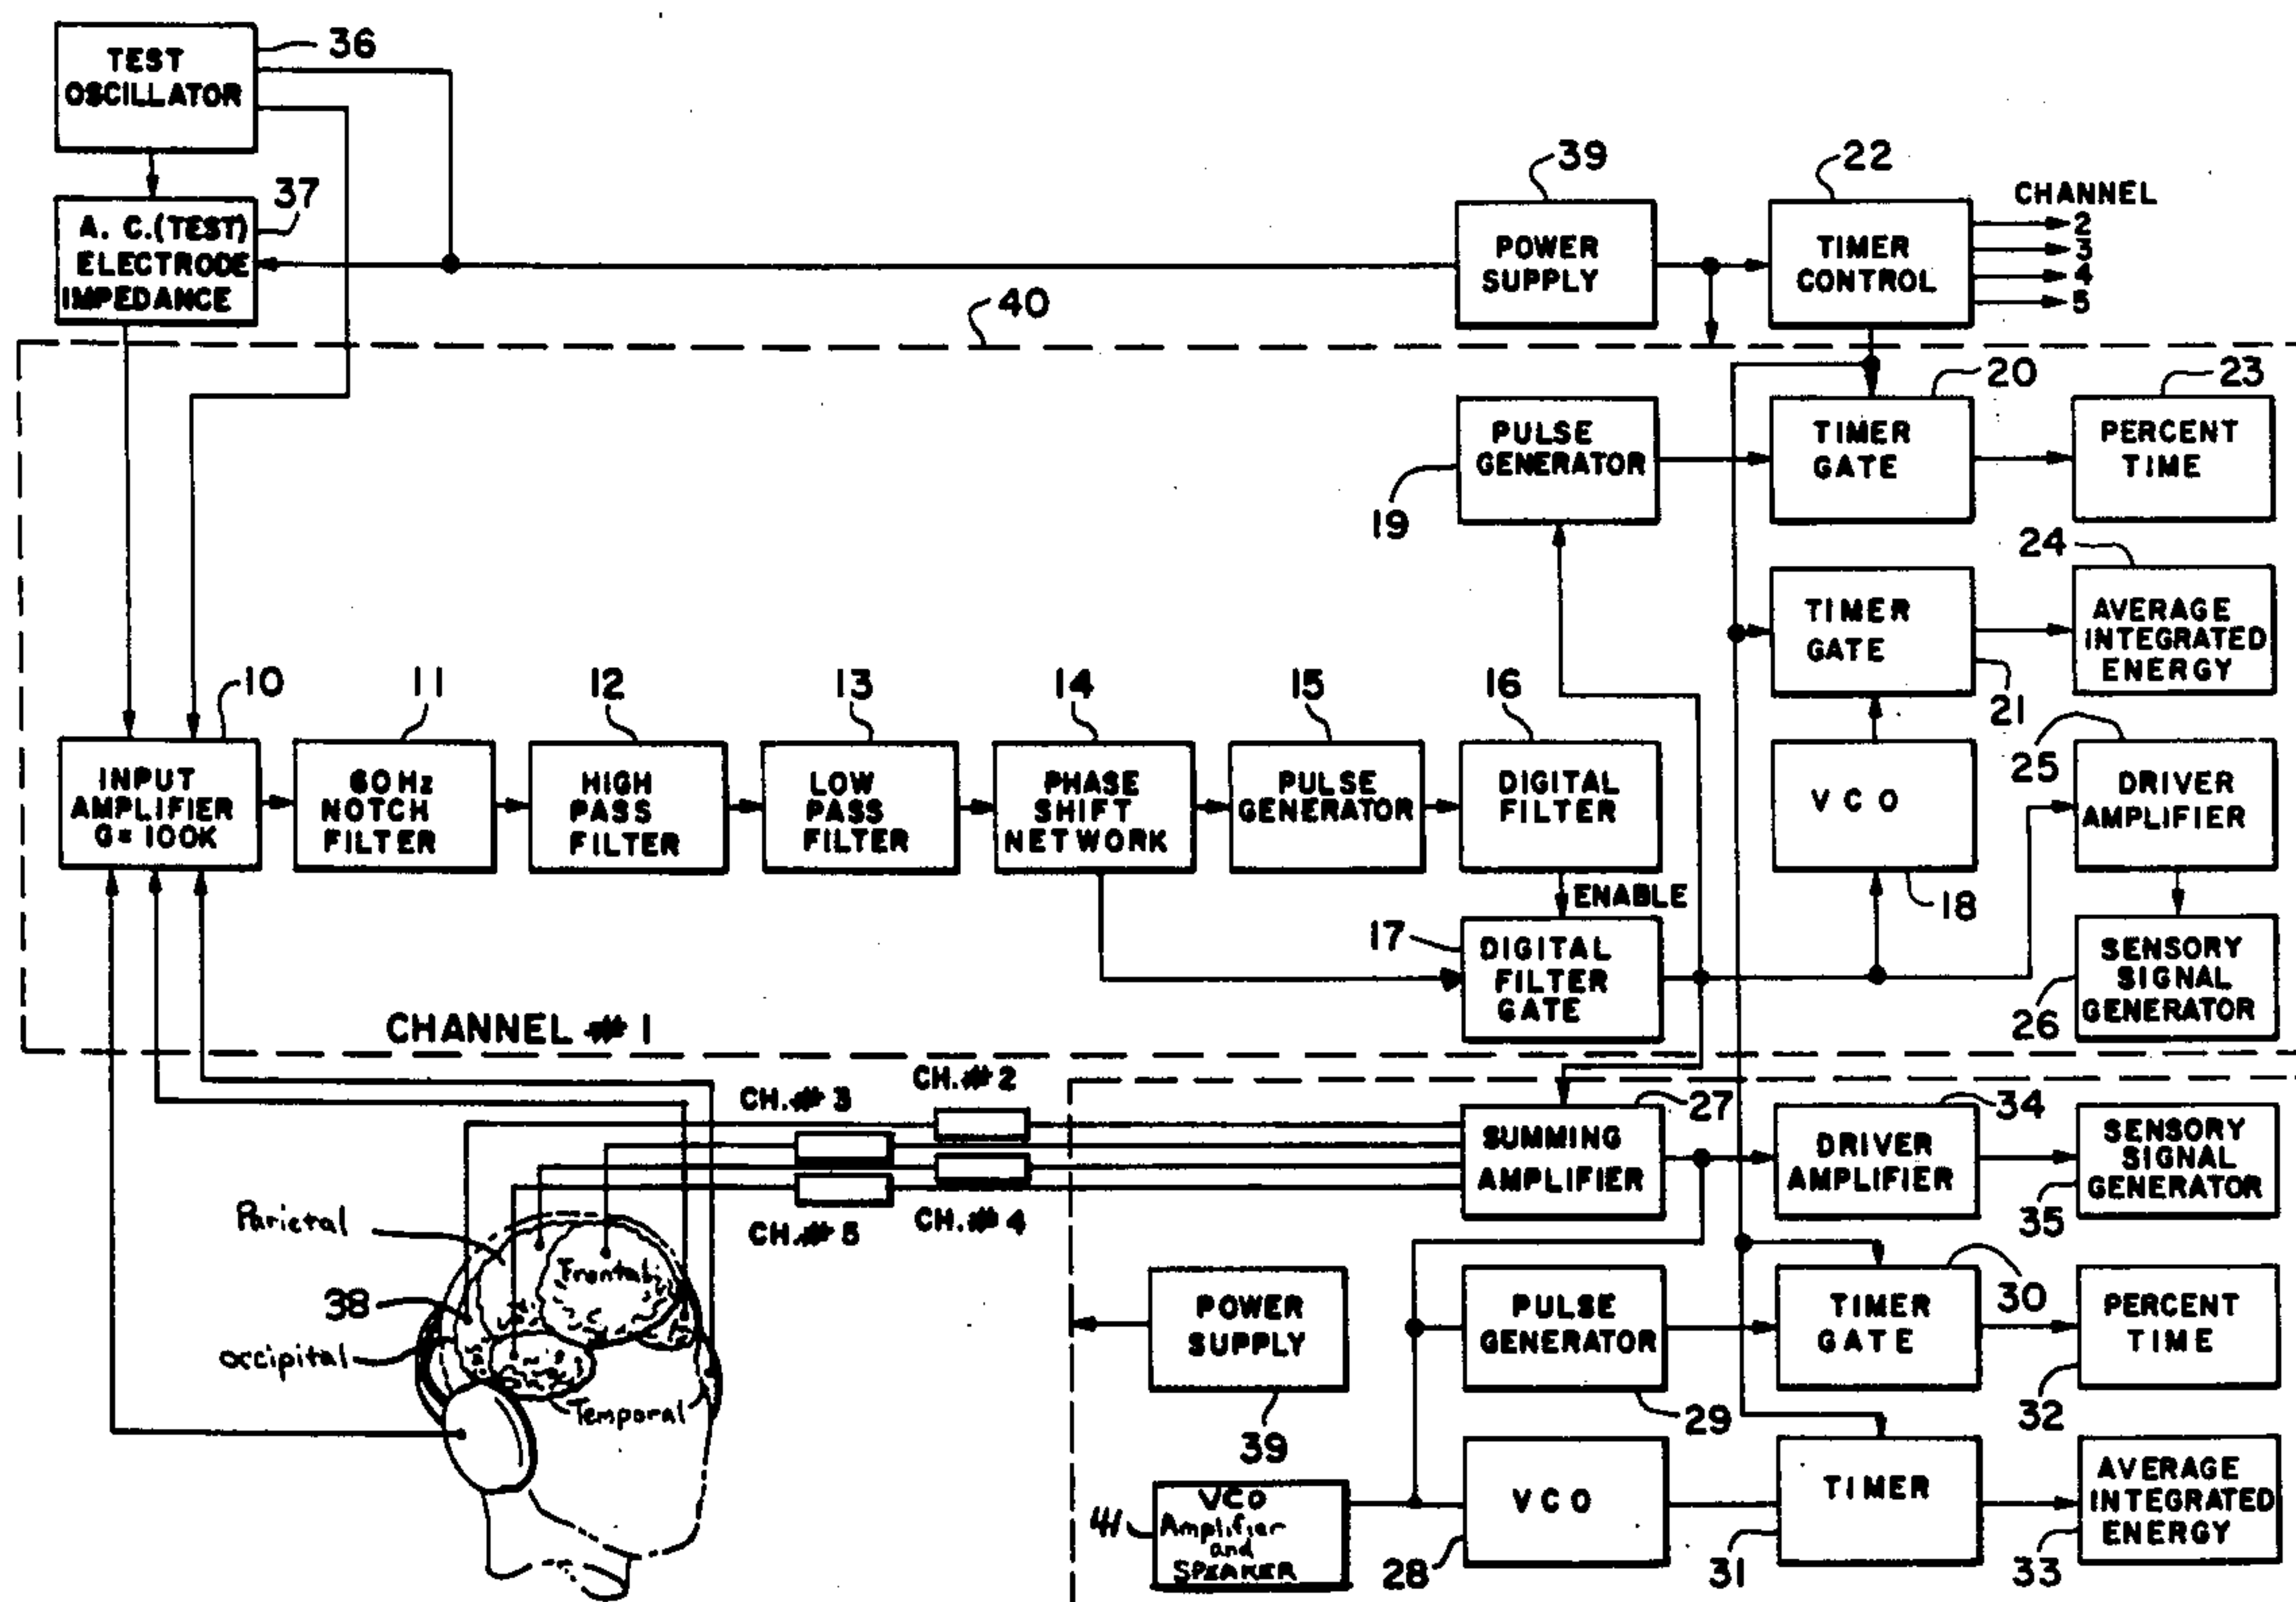 TEST
OSCILLATOR
36
A. C. (TEST)
ELECTRODE
IMPEDANCE
37
39
POWER
SUPPLY
22
TIMER
CONTROL
CHANNEL
2
3
4
5
40
PULSE
GENERATOR
19
20
TIMER
GATE
23
PERCENT
TIME
TIMER
GATE
21
24
AVERAGE
INTEGRATED
ENERGY
10
INPUT
AMPLIFIER
G= 100K
11
60 Hz
NOTCH
FILTER
12
HIGH
PASS
FILTER
13
LOW
PASS
FILTER
14
PHASE
SHIFT
NETWORK
15
PULSE
GENERATOR
16
DIGITAL
FILTER
ENABLE
17
DIGITAL
FILTER
GATE
VCO
18
25
DRIVER
AMPLIFIER
SENSORY
SIGNAL
GENERATOR
26
CHANNEL # 1
CH. # 2
CH. # 3
CH. # 4
CH. # 5
27
SUMMING
AMPLIFIER
34
DRIVER
AMPLIFIER
SENSORY
SIGNAL
GENERATOR
35
Parietal
Frontal
38
occipital
Temporal
POWER
SUPPLY
39
PULSE
GENERATOR
29
TIMER
GATE
30
PERCENT
TIME
32
41
VCO
Amplifier
and
SPEAKER
VCO
28
TIMER
31
AVERAGE
INTEGRATED
ENERGY
33